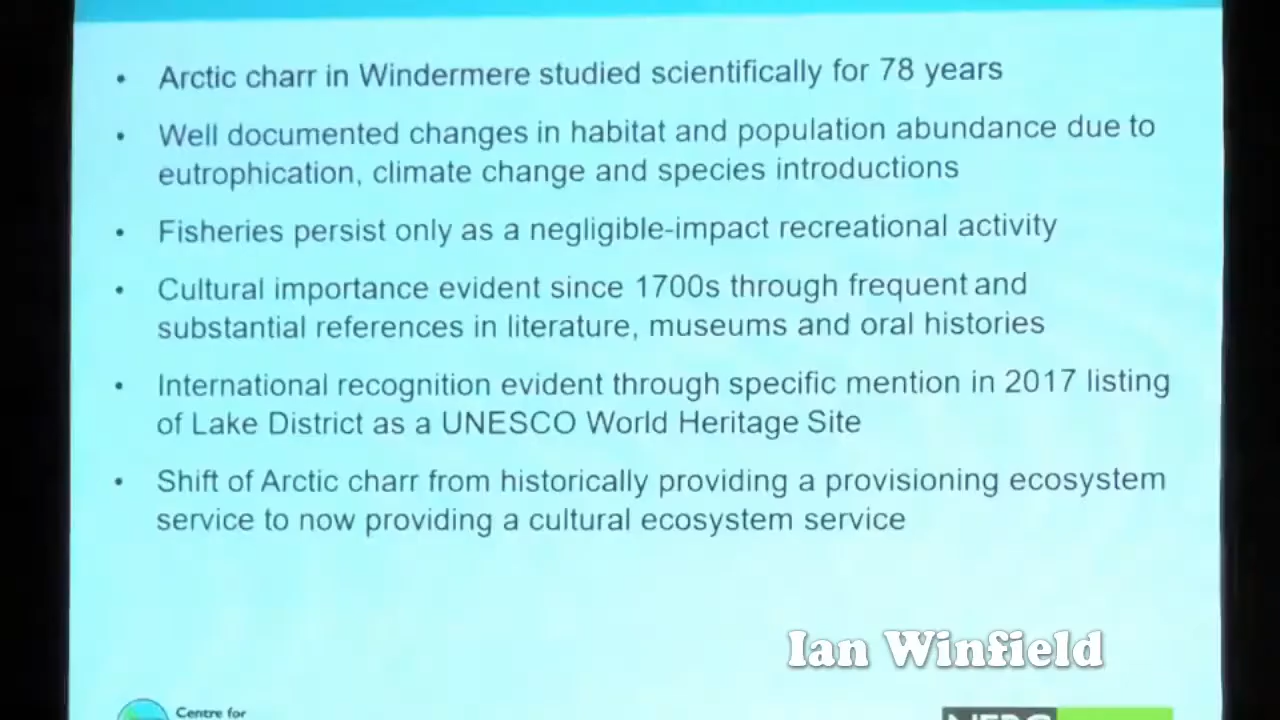 • Arctic charr in Windermere studied scientifically for 78 years
• Well documented changes in habitat and population abundance due to
eutrophication, climate change and species introductions
• Fisheries persist only as a negligible-impact recreational activity
• Cultural importance evident since 1700s through frequent and
substantial references in literature, museums and oral histories
• International recognition evident through specific mention in 2017 listing
of Lake District as a UNESCO World Heritage Site
• Shift of Arctic charr from historically providing a provisioning ecosystem
service to now providing a cultural ecosystem service
Ian Winfield
Centre for